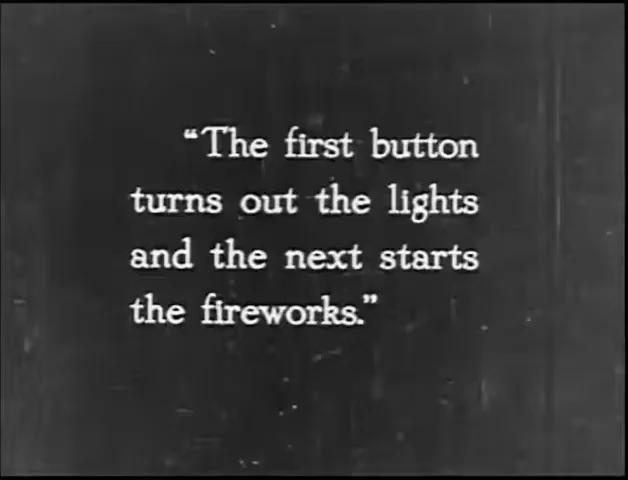 “The first button
turns out the lights
and the next starts
the fireworks.”